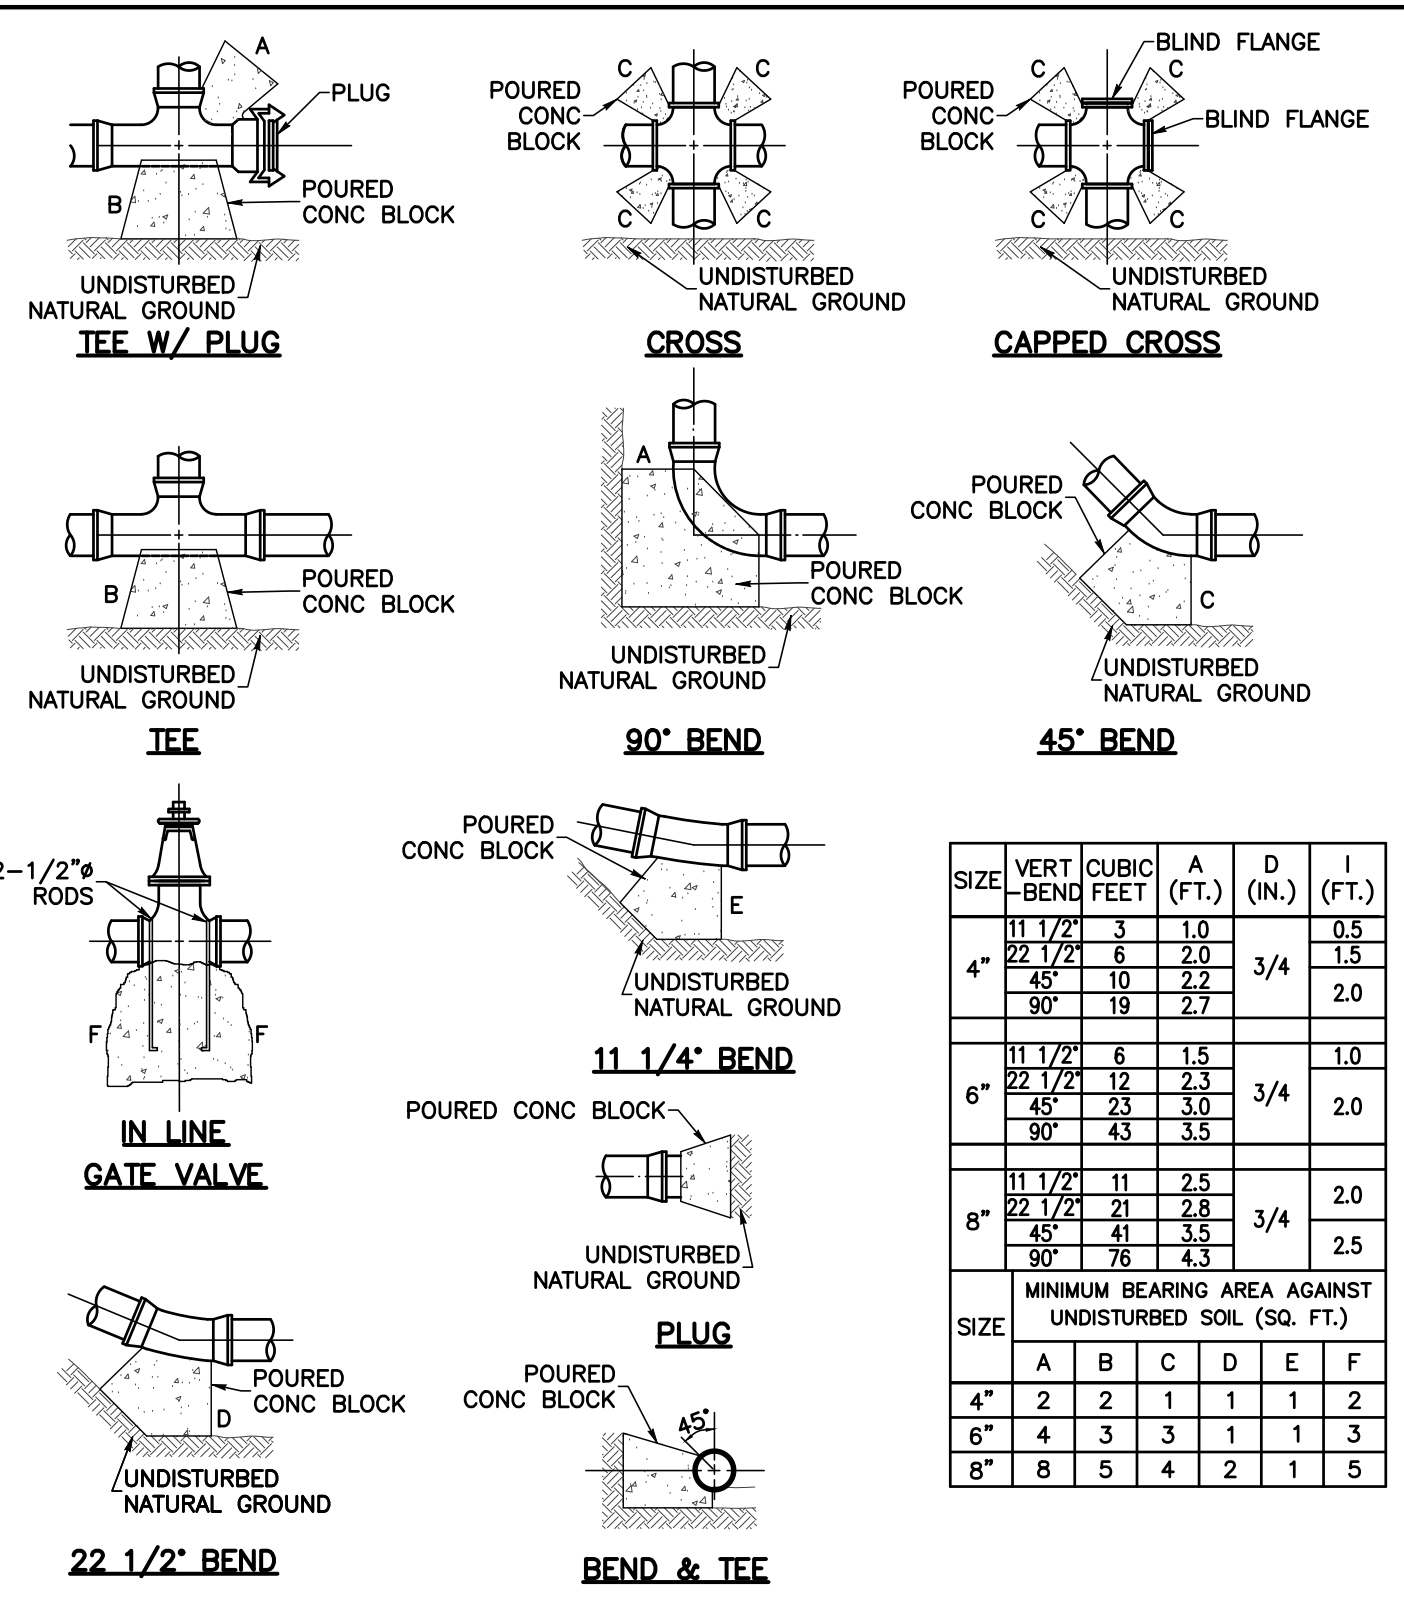 A
PLUG
B
POURED
CONC BLOCK
UNDISTURBED
NATURAL GROUND
TEE W/ PLUG
C
C
POURED
CONC
BLOCK
C
C
UNDISTURBED
NATURAL GROUND
CROSS
BLIND FLANGE
C
C
POURED
CONC
BLOCK
BLIND FLANGE
C
C
UNDISTURBED
NATURAL GROUND
CAPPED CROSS
B
POURED
CONC BLOCK
UNDISTURBED
NATURAL GROUND
TEE
A
POURED
CONC BLOCK
UNDISTURBED
NATURAL GROUND
90° BEND
POURED
CONC BLOCK
C
UNDISTURBED
NATURAL GROUND
45° BEND
2-1/2"ø
RODS
F
F
IN LINE
GATE VALVE
POURED
CONC BLOCK
E
UNDISTURBED
NATURAL GROUND
11 1/4° BEND
POURED CONC BLOCK
UNDISTURBED
NATURAL GROUND
PLUG
POURED
CONC BLOCK
D
UNDISTURBED
NATURAL GROUND
22 1/2° BEND
POURED
CONC BLOCK
45°
BEND & TEE
SIZE VERT -BEND CUBIC FEET A (FT.) D (IN.) I (FT.)
4" 11 1/2° 3 1.0 3/4 0.5
22 1/2° 6 2.0 1.5
45° 10 2.2 2.0
90° 19 2.7
6" 11 1/2° 6 1.5 3/4 1.0
22 1/2° 12 2.3 2.0
45° 23 3.0
90° 43 3.5
8" 11 1/2° 11 2.5 3/4 2.0
22 1/2° 21 2.8
45° 41 3.5 2.5
90° 76 4.3
SIZE MINIMUM BEARING AREA AGAINST
UNDISTURBED SOIL (SQ. FT.)
A B C D E F
4" 2 2 1 1 1 2
6" 4 3 3 1 1 3
8" 8 5 4 2 1 5